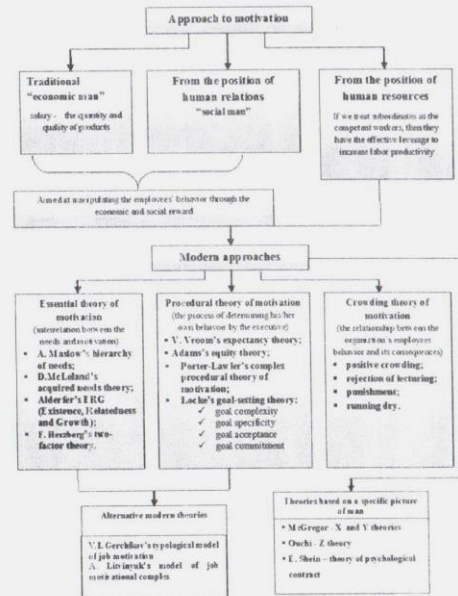 Approach to motivation
Traditional
"economic man"
salary - the quantity and
quality of products
From the position of
human relations
"social man"
From the position of
human resources
If we treat subordinates as the
competent workers, then they
have the effective leverage to
increase labor productivity
Aimed at manipulating the employees' behavior through the
economic and social reward
Modern approaches
Essential theory of
motivation
(interrelation between the
needs and motivation)
• A. Maslow's hierarchy
of needs;
• D.McLeland's
acquired needs theory;
• Alderfer's ERG
(Existence, Relatedness
and Growth);
• F. Herzberg's two-
factor theory.
Procedural theory of motivation
(the process of determining his/her
own behavior by the executive)
• V. Vroom's expectancy theory;
• Adams's equity theory;
Porter-Lawler's complex
procedural theory of
motivation;
• Locke's goal-setting theory;
✓ goal complexity
✓ goal specificity
✓ goal acceptance
✓ goal commitment
Crowding theory of
motivation
(the relationship between the
organization's employees
behavior and its consequences)
• positive crowding;
• rejection of lecturing;
• punishment;
• running dry.
Alternative modern theories
V.I. Gerchikov's typological model
of job motivation
A. Litvinyuk's model of job
motivational complex
Theories based on a specific picture
of man
• McGregor - X and Y theories
• Ouchi - Z theory
• E. Shein – theory of psychological
contract